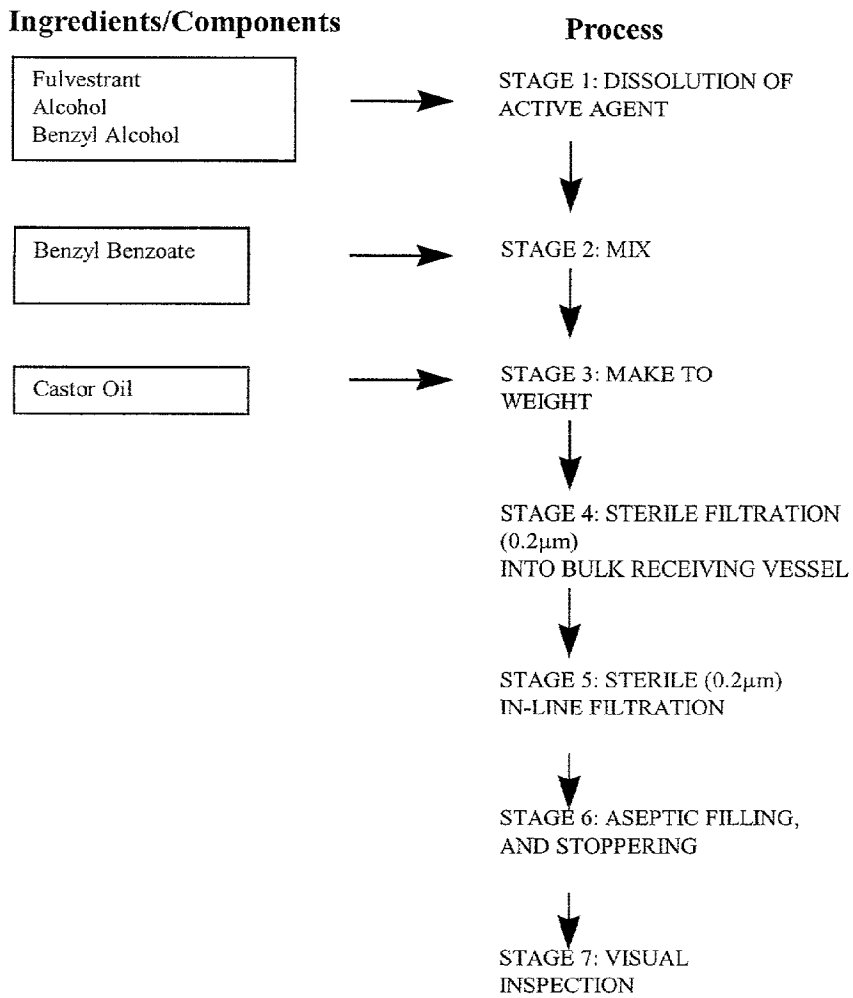 Ingredients/Components
Process
Fulvestrant
Alcohol
Benzyl Alcohol
STAGE 1: DISSOLUTION OF
ACTIVE AGENT
Benzyl Benzoate
STAGE 2: MIX
Castor Oil
STAGE 3: MAKE TO
WEIGHT
STAGE 4: STERILE FILTRATION
(0.2µm)
INTO BULK RECEIVING VESSEL
STAGE 5: STERILE (0.2µm)
IN-LINE FILTRATION
STAGE 6: ASEPTIC FILLING,
AND STOPPERING
STAGE 7: VISUAL
INSPECTION